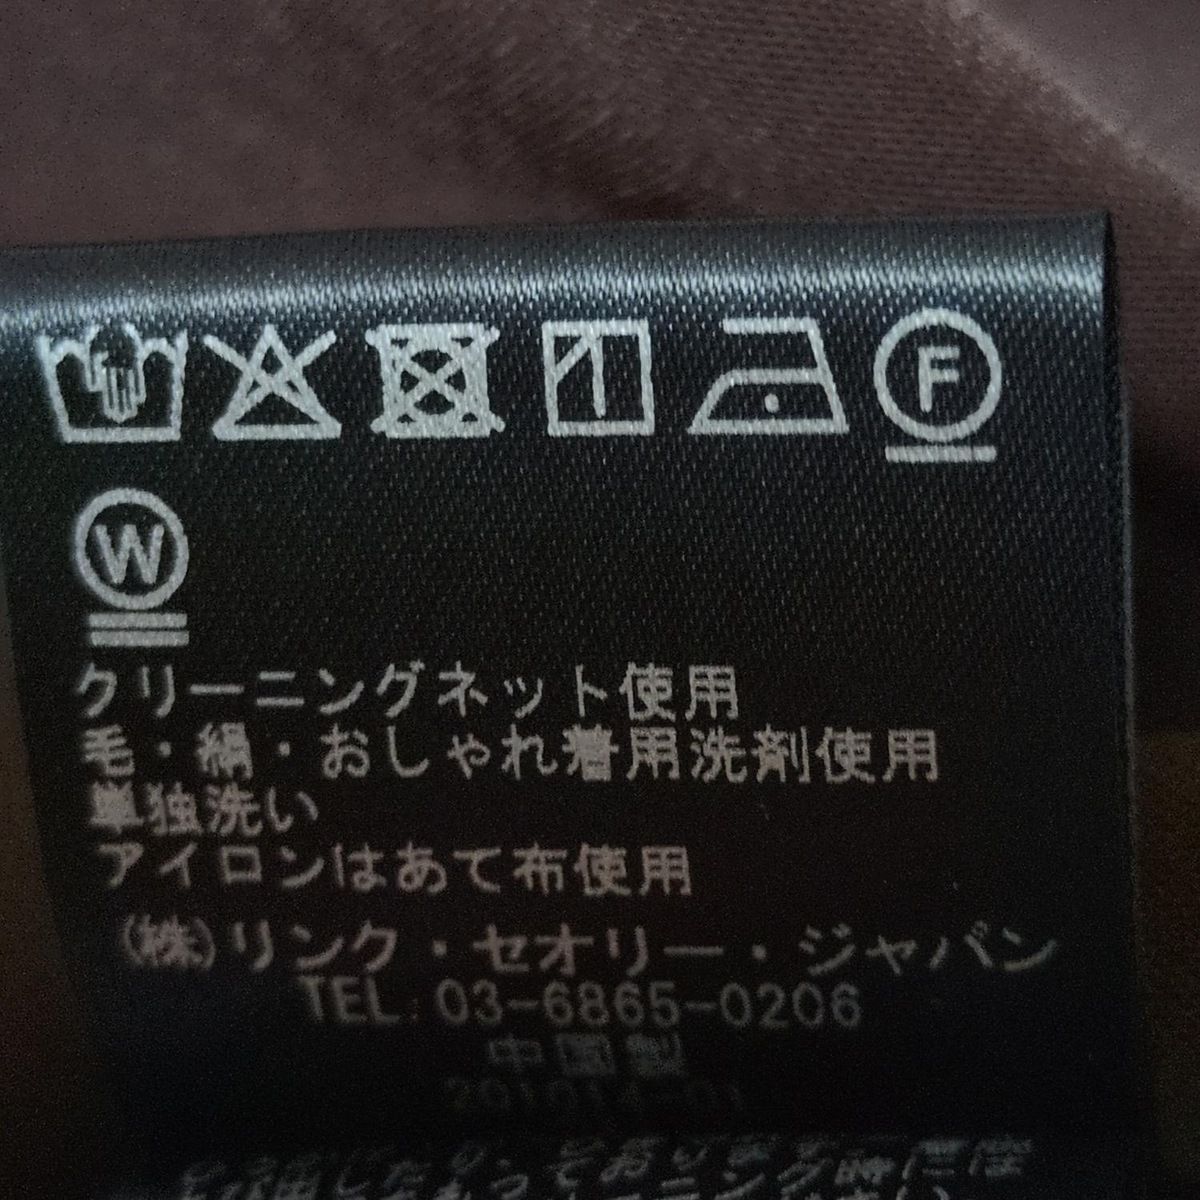 F
W
クリーニングネット使用
毛・絹・おしゃれ着用洗剤使用
単独洗い
アイロンはあて布使用
(株)リンク・セオリー・ジャパン
TEL 03-6865-0206
中国製